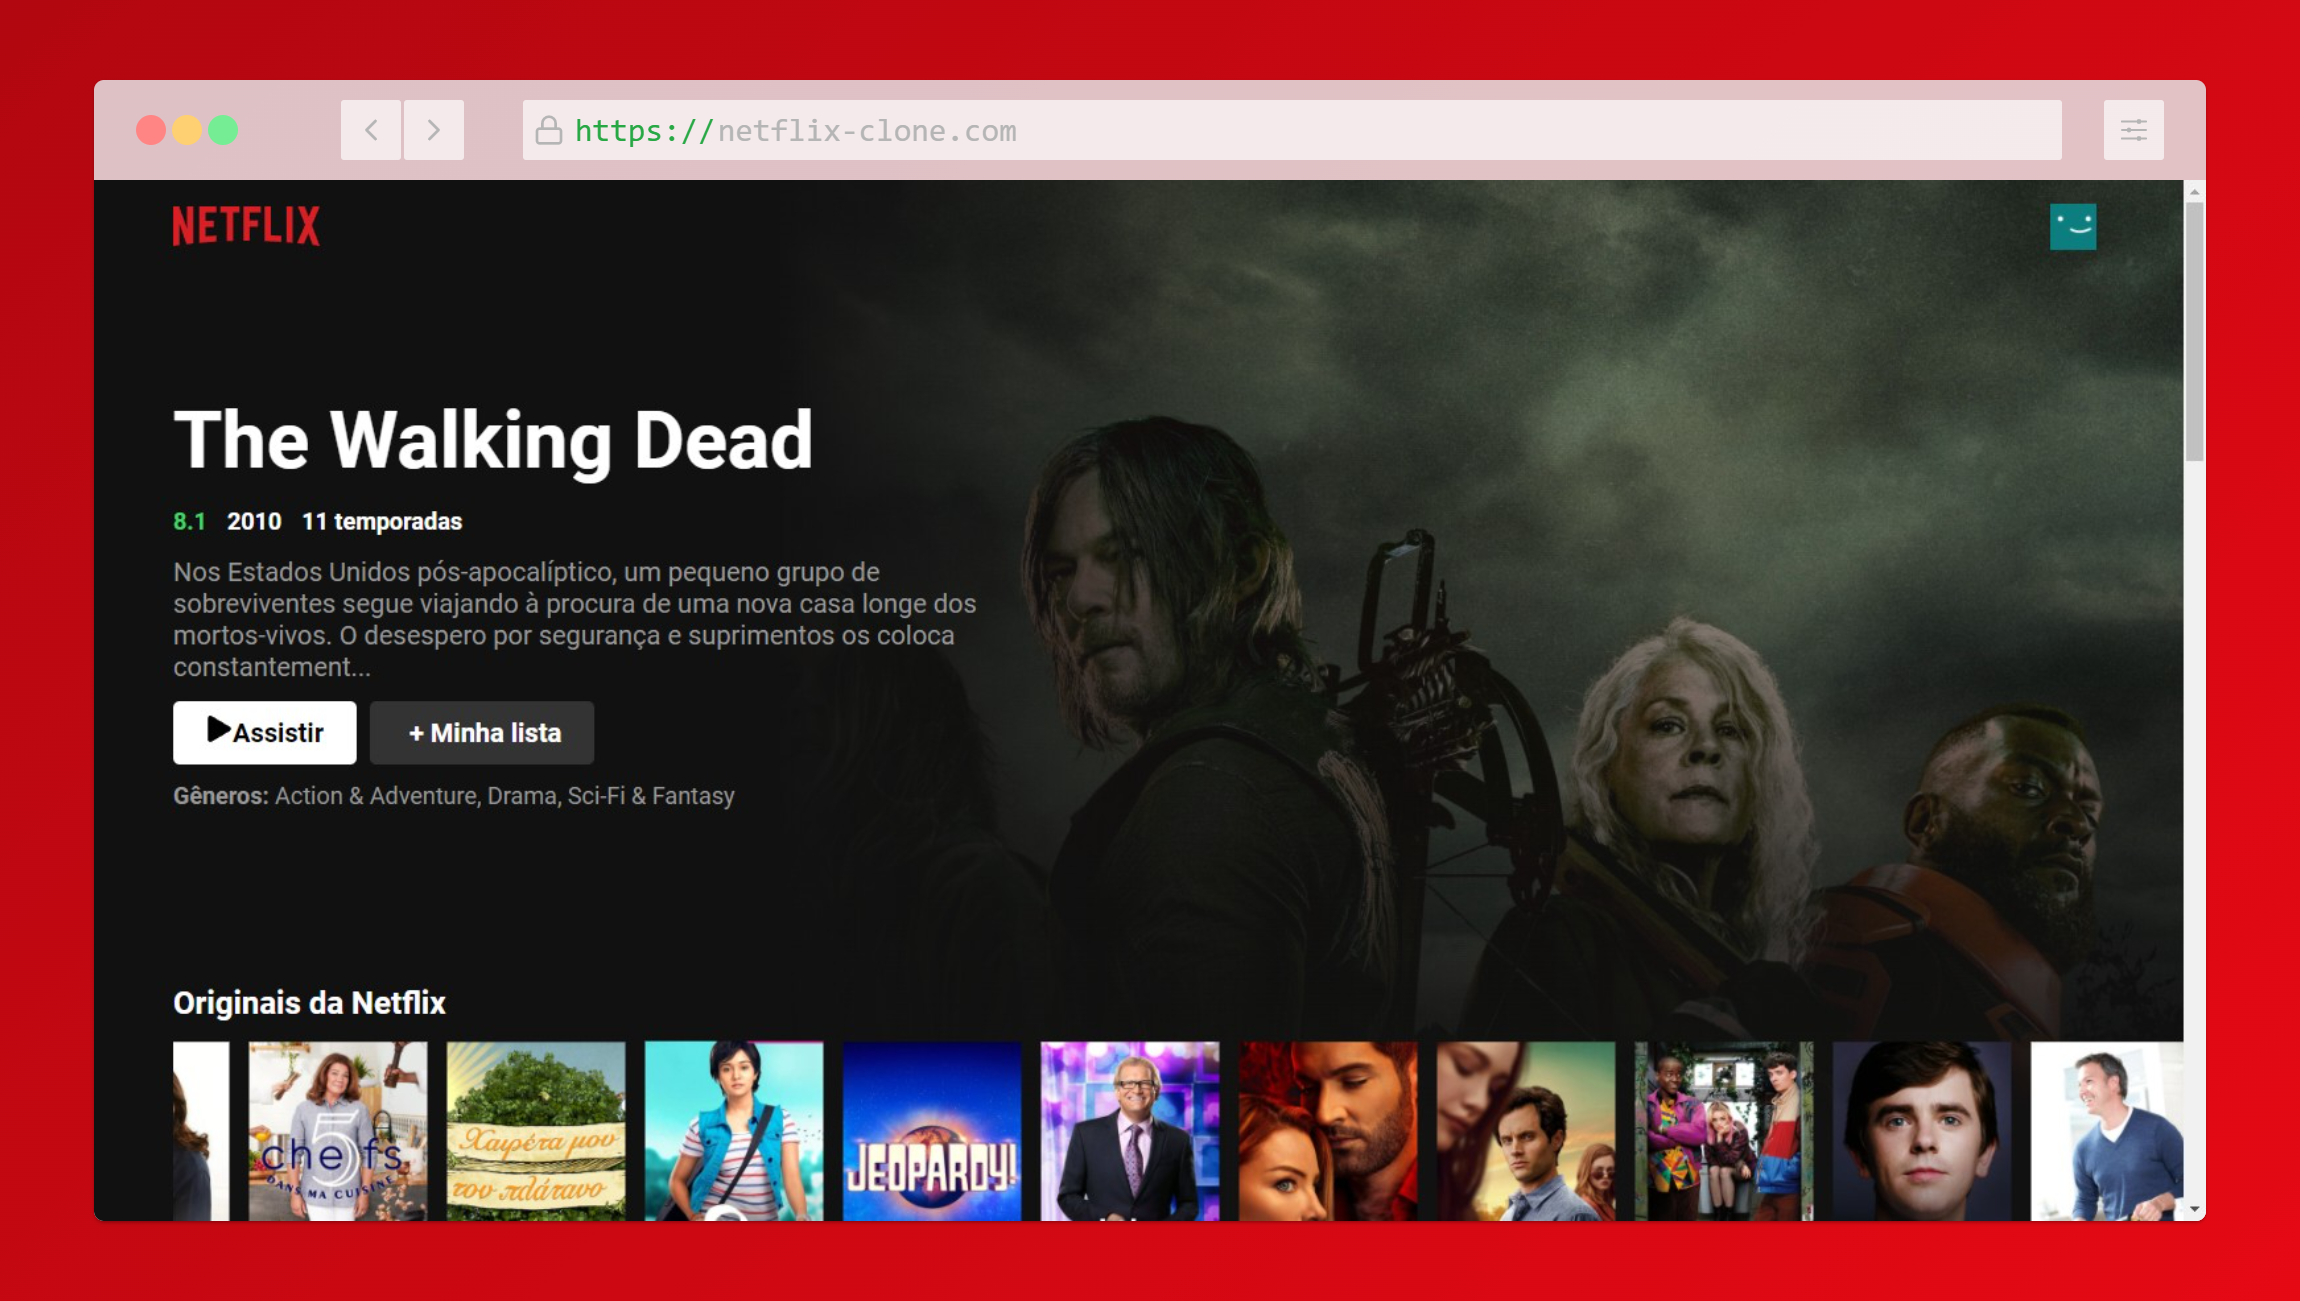 https://netflix-clone.com
NETFLIX
The Walking Dead
8.1 2010 11 temporadas
Nos Estados Unidos pós-apocalíptico, um pequeno grupo de
sobreviventes segue viajando à procura de uma nova casa longe dos
mortos-vivos. O desespero por segurança e suprimentos os coloca
constantement...
Assistir
+ Minha lista
Gêneros: Action & Adventure, Drama, Sci-Fi & Fantasy
Originais da Netflix
5
chefs
DANS MA CUISINE
Χαιρέτα μου
τον πλάτανο
JEOPARDY!